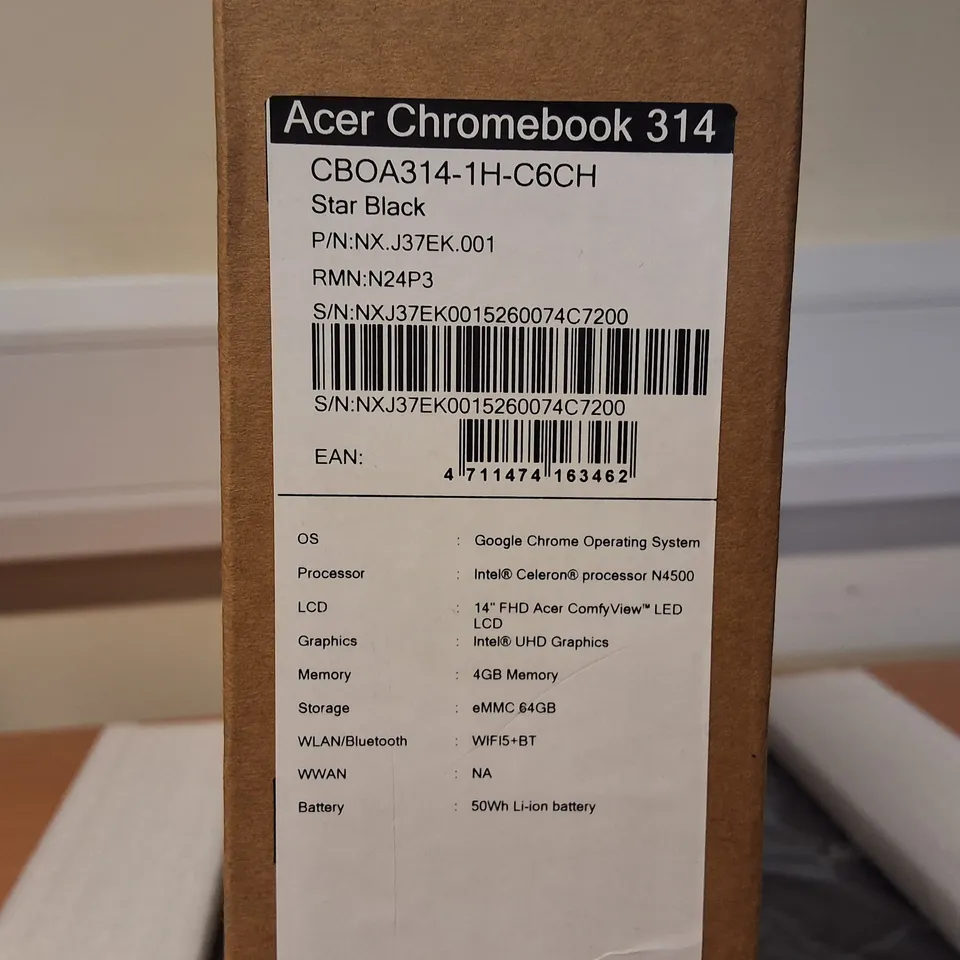 Acer Chromebook 314
CBOA314-1H-C6CH
Star Black
P/N:NX.J37EK.001
RMN:N24P3
S/N:NXJ37EK0015260074C7200
S/N:NXJ37EK0015260074C7200
EAN: 4 711474 163462
OS : Google Chrome Operating System
Processor : Intel® Celeron® processor N4500
LCD : 14" FHD Acer ComfyView™ LED
LCD
Graphics : Intel® UHD Graphics
Memory : 4GB Memory
Storage : eMMC 64GB
WLAN/Bluetooth : WIFI5+BT
WWAN : NA
Battery : 50Wh Li-ion battery